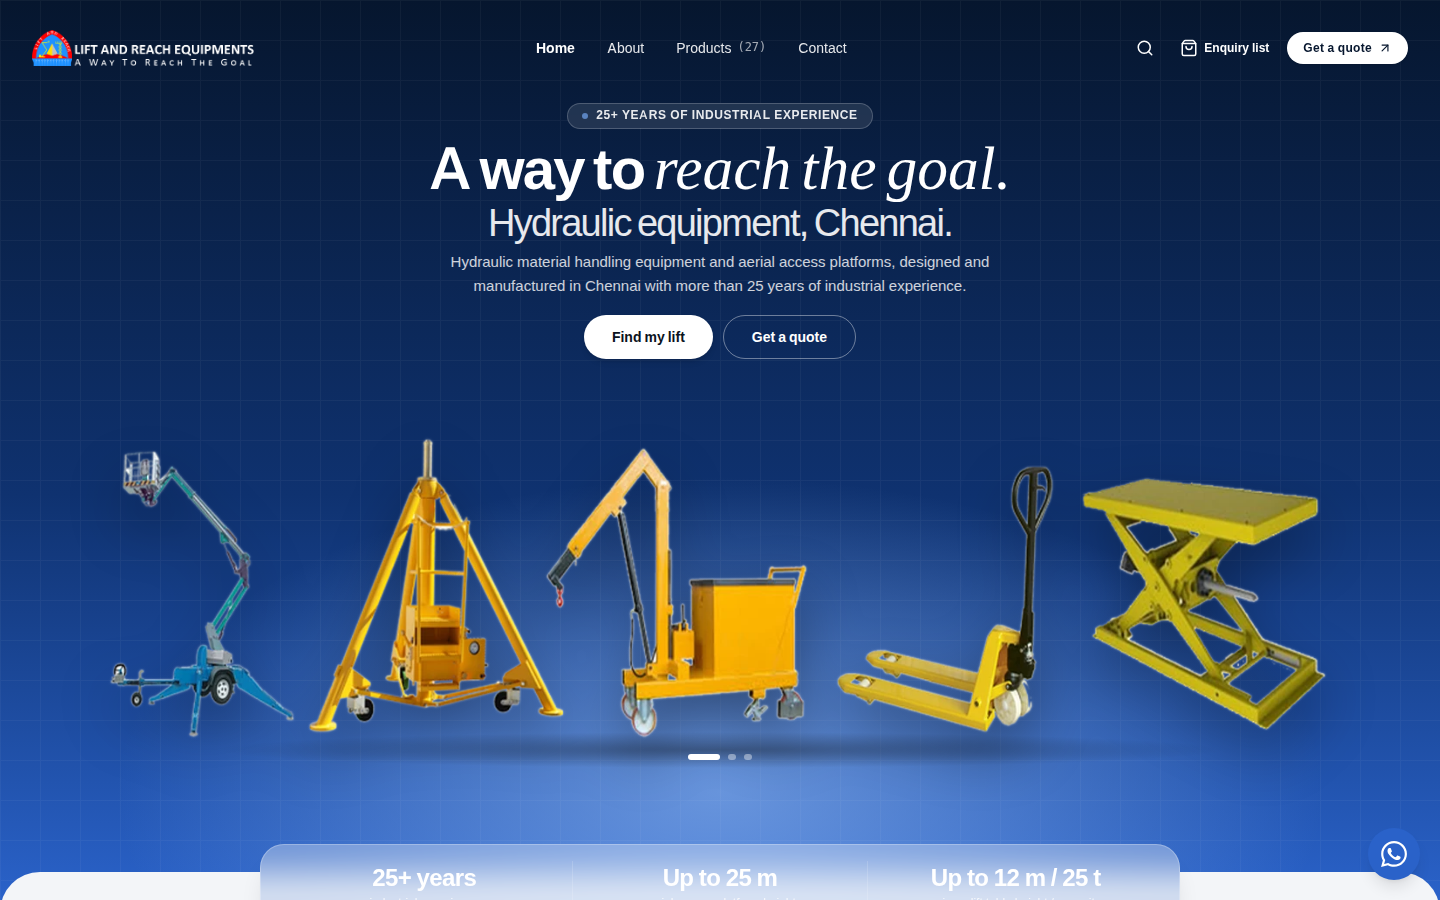 LIFT AND REACH EQUIPMENTS
A WAY TO REACH THE GOAL
Home
About
Products (27)
Contact
Enquiry list
Get a quote
25+ YEARS OF INDUSTRIAL EXPERIENCE
A way to reach the goal.
Hydraulic equipment, Chennai.
Hydraulic material handling equipment and aerial access platforms, designed and
manufactured in Chennai with more than 25 years of industrial experience.
Find my lift
Get a quote
25+ years
Up to 25 m
Up to 12 m / 25 t